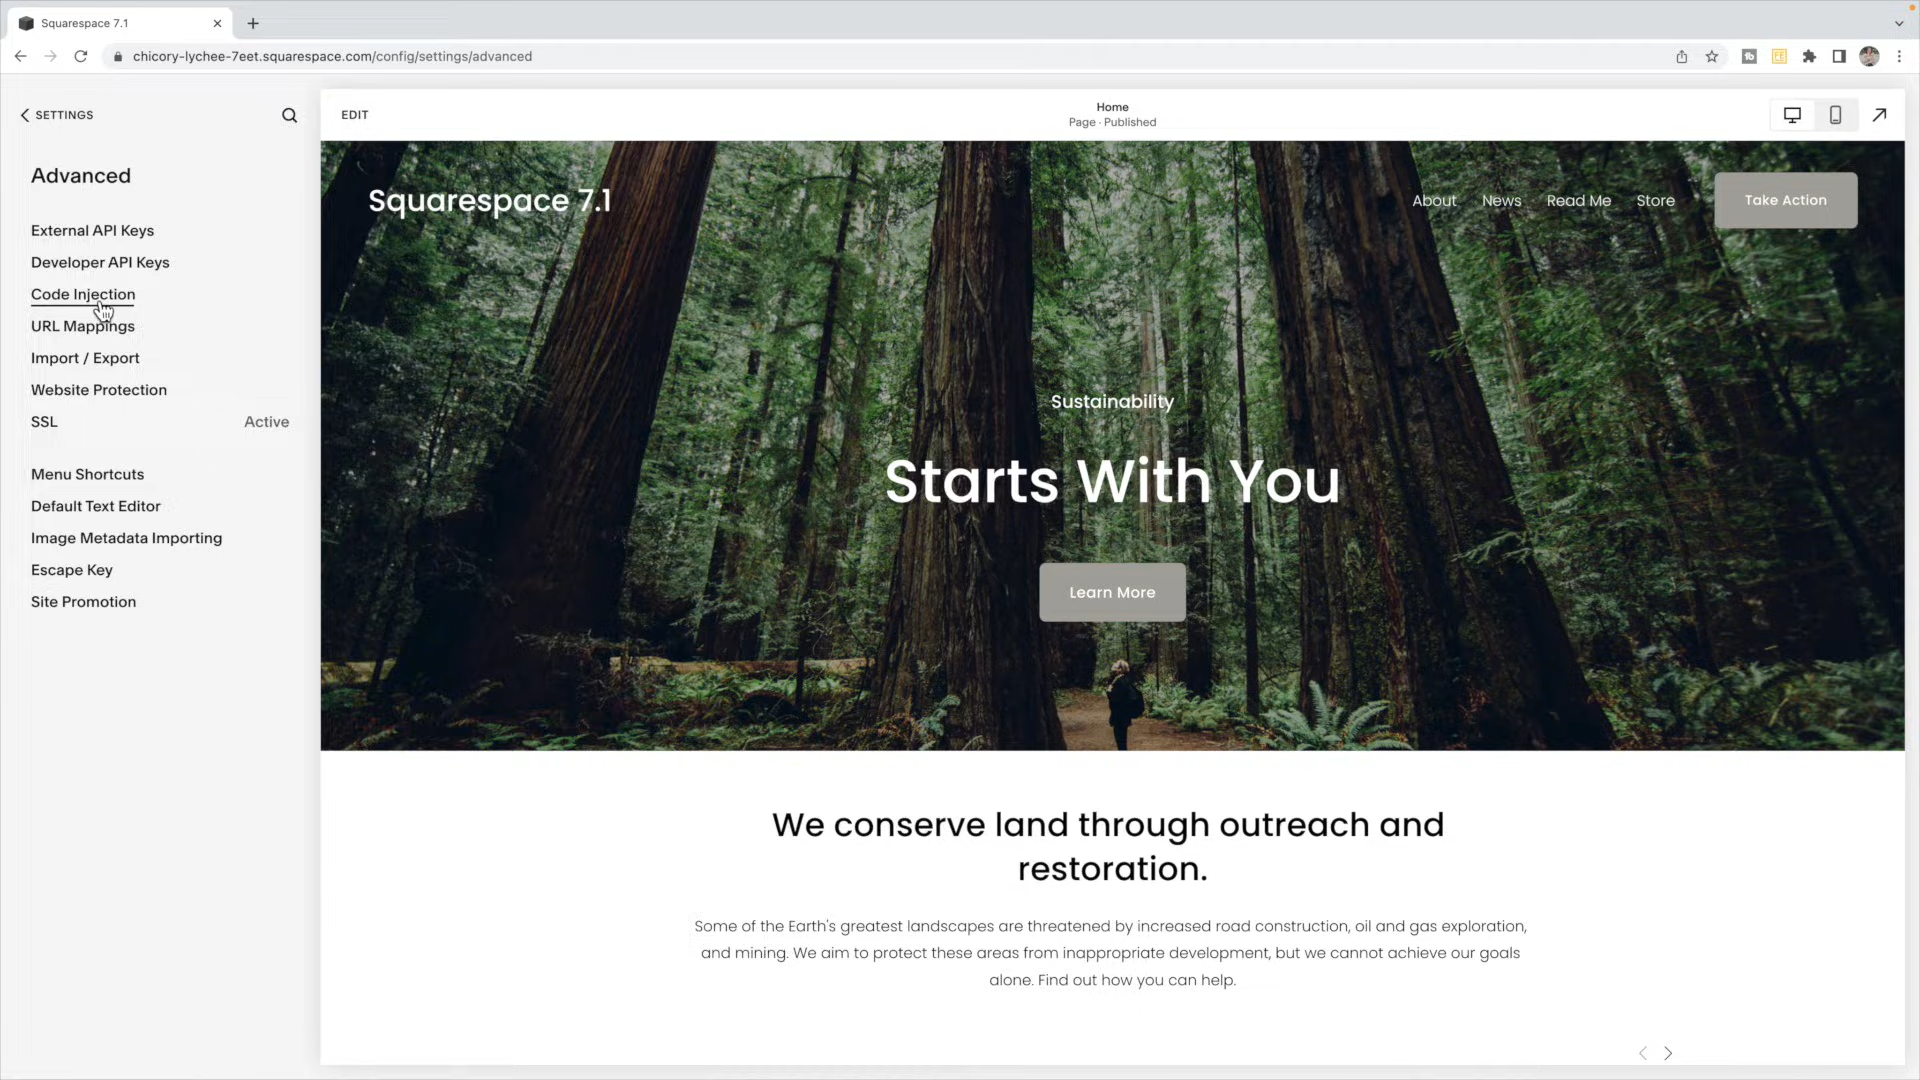 Squarespace 7.1
chicory-lychee-7eet.squarespace.com/config/settings/advanced
SETTINGS
EDIT
Home
Page · Published
Advanced
External API Keys
Developer API Keys
Code Injection
URL Mappings
Import / Export
Website Protection
SSL Active
Menu Shortcuts
Default Text Editor
Image Metadata Importing
Escape Key
Site Promotion
Squarespace 7.1
About News Read Me Store Take Action
Sustainability
Starts With You
Learn More
We conserve land through outreach and
restoration.
Some of the Earth's greatest landscapes are threatened by increased road construction, oil and gas exploration,
and mining. We aim to protect these areas from inappropriate development, but we cannot achieve our goals
alone. Find out how you can help.